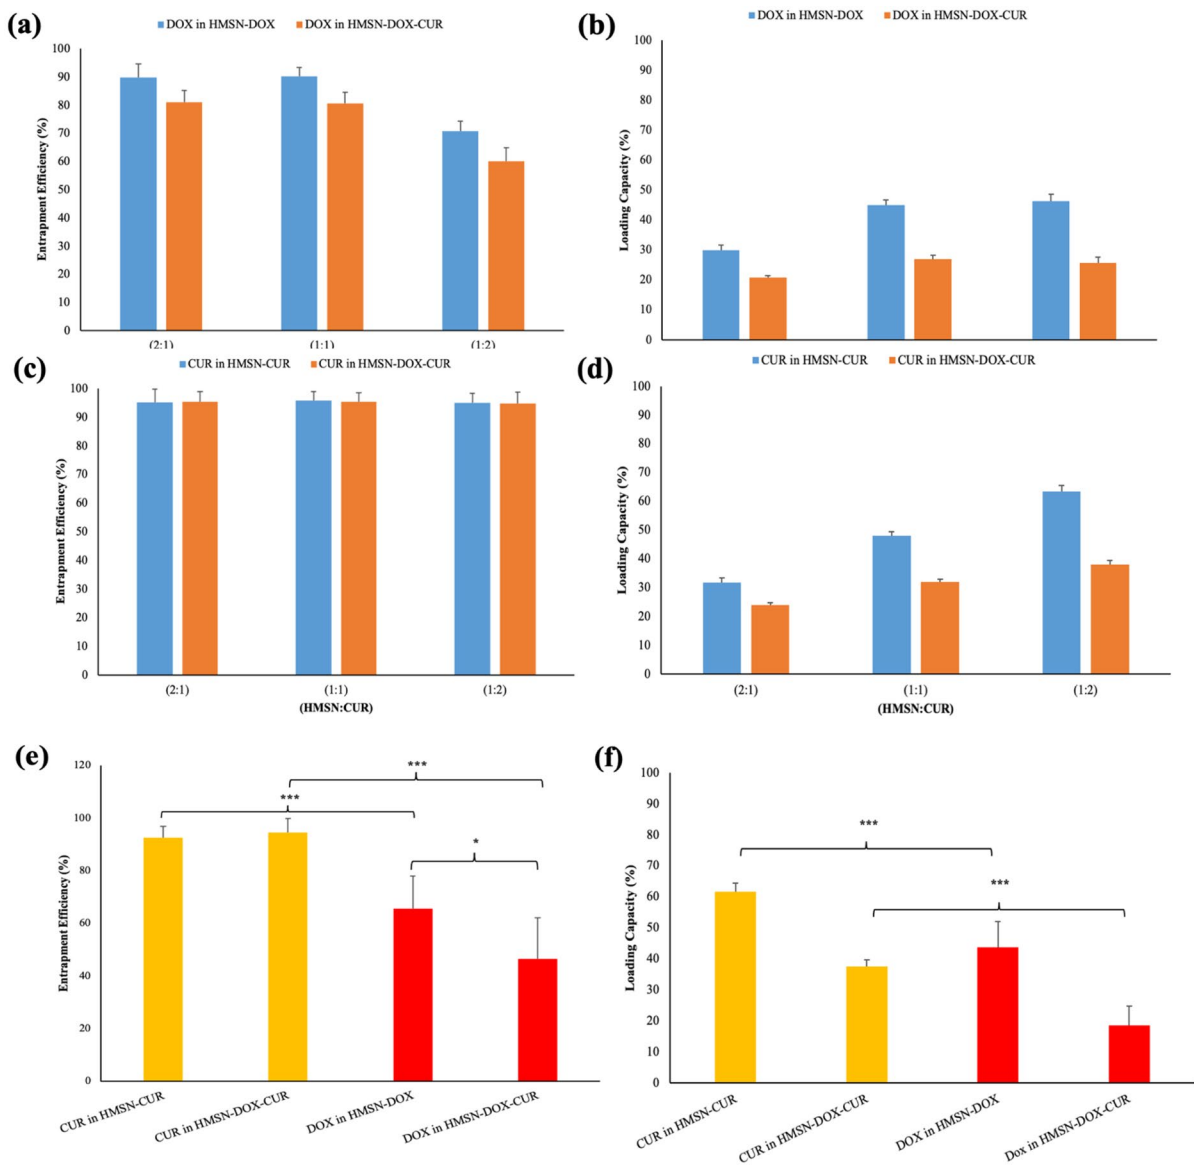 (a)
DOX in HMSN-DOX DOX in HMSN-DOX-CUR
Entrapment Efficiency (%)
100
90
80
70
60
50
40
30
20
10
0
(2:1) (1:1) (1:2)
(b)
DOX in HMSN-DOX DOX in HMSN-DOX-CUR
Loading Capacity (%)
100
90
80
70
60
50
40
30
20
10
0
(c)
CUR in HMSN-CUR CUR in HMSN-DOX-CUR
Entrapment Efficiency (%)
100
90
80
70
60
50
40
30
20
10
0
(2:1) (1:1) (1:2)
(HMSN:CUR)
(d)
CUR in HMSN-CUR CUR in HMSN-DOX-CUR
Loading Capacity (%)
100
90
80
70
60
50
40
30
20
10
0
(2:1) (1:1) (1:2)
(HMSN:CUR)
(e)
Entrapment Efficiency (%)
120
100
80
60
40
20
0
***
***
*
CUR in HMSN-CUR
CUR in HMSN-DOX-CUR
DOX in HMSN-DOX
DOX in HMSN-DOX-CUR
(f)
Loading Capacity (%)
100
90
80
70
60
50
40
30
20
10
0
***
***
CUR in HMSN-CUR
CUR in HMSN-DOX-CUR
DOX in HMSN-DOX
Dox in HMSN-DOX-CUR